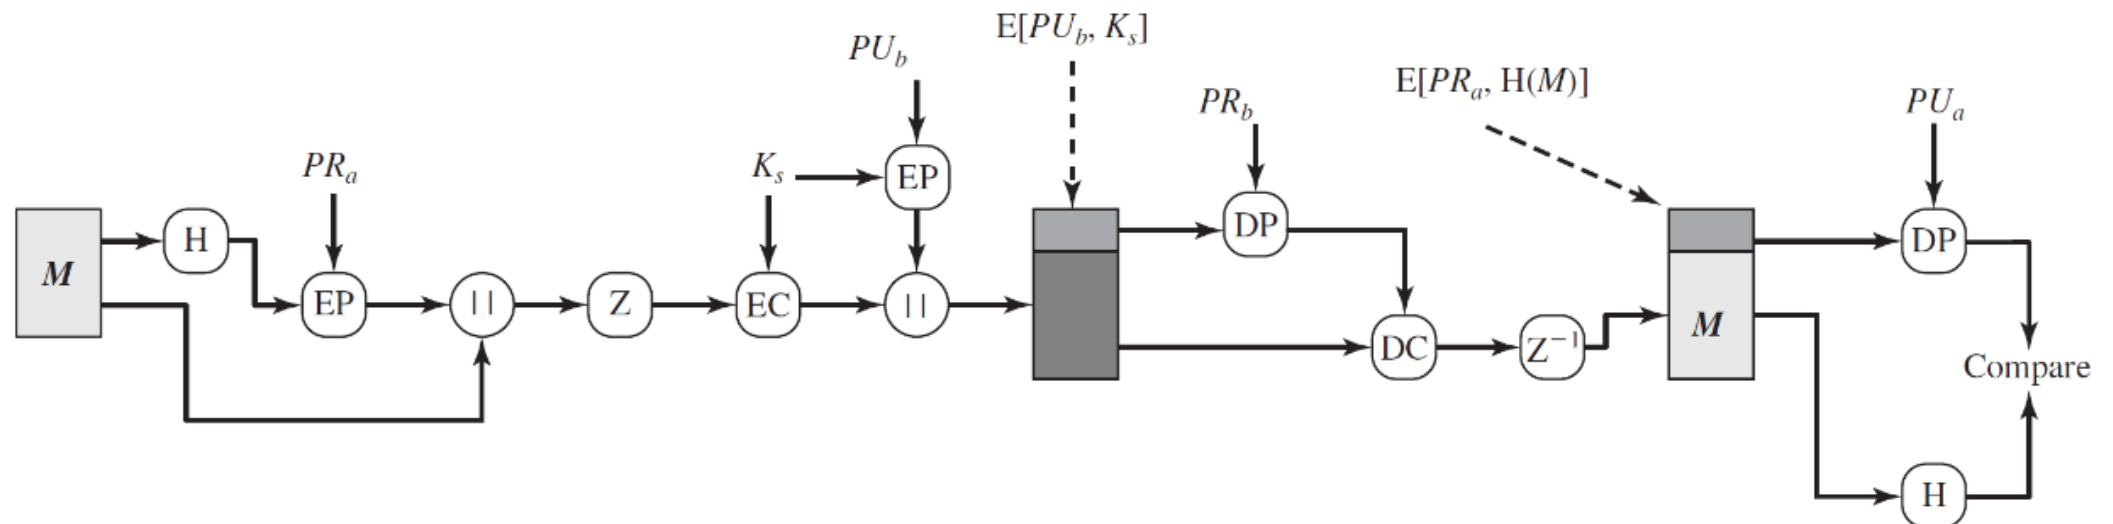 E[PU_b, K_s]
PU_b
E[PR_a, H(M)]
PR_b
PU_a
PR_a
K_s
EP
H
DP
DP
M
EP
||
Z
EC
||
DC
Z⁻¹
M
Compare
H